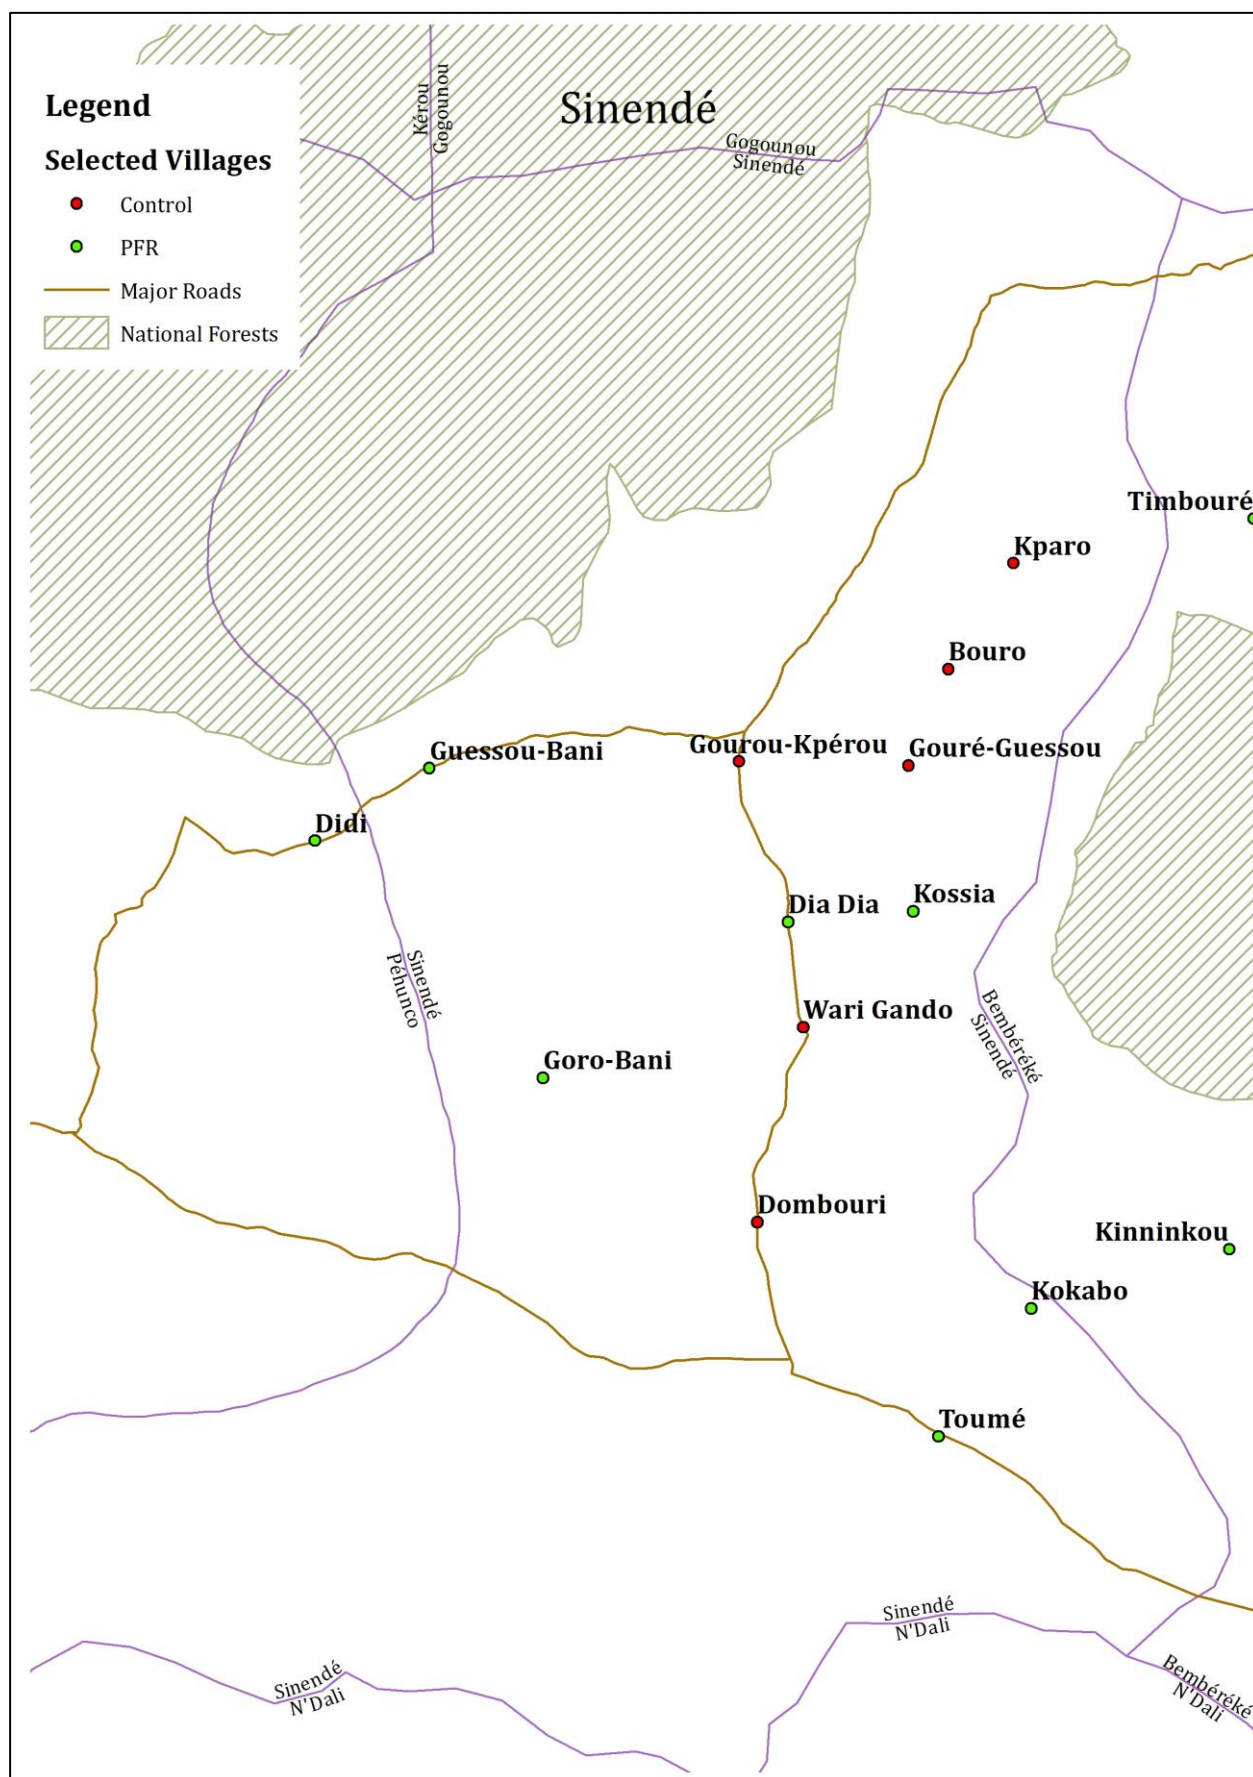 Sinendé
Legend
Selected Villages
Control
PFR
Major Roads
National Forests
Kérou
Gogounou
Gogounou
Sinendé
Timbouré
Kparo
Bouro
Guessou-Bani
Gourou-Kpérou
Gouré-Guessou
Didi
Dia Dia
Kossia
Sinendé
Péhunco
Wari Gando
Bembéréké
Sinendé
Goro-Bani
Dombouri
Kinninkou
Kokabo
Toumé
Sinendé
N'Dali
Sinendé
N'Dali
Bembéréké
N'Dali